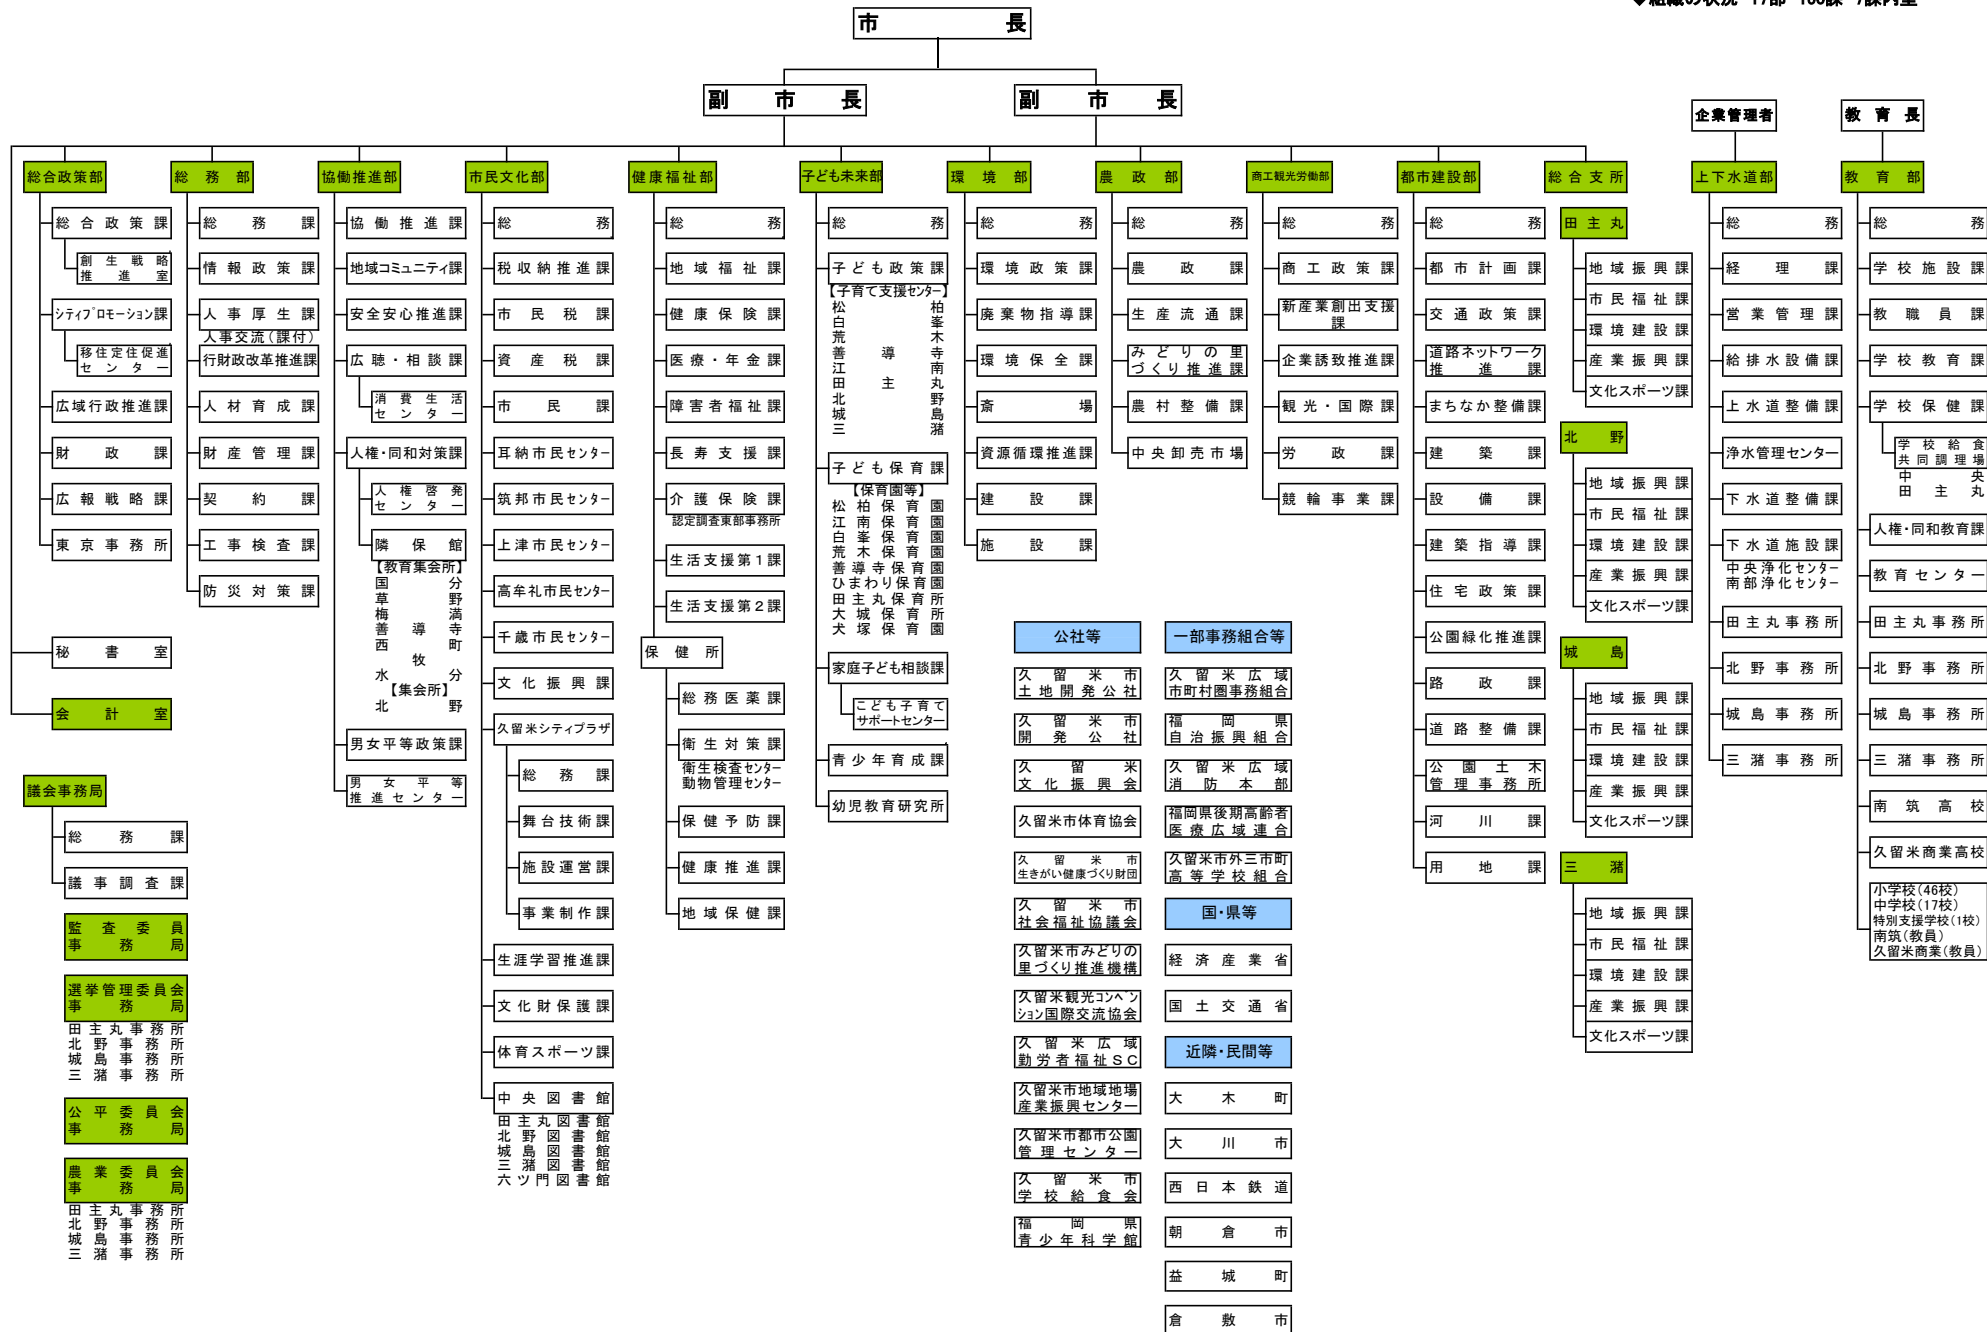 ◆組織の状況 17部
市長
副市長
副市長
企業管理者
教育長
総合政策部
総合政策課
創生戦略
推進室
シティプロモーション課
移住定住促進
センター
広域行政推進課
財政課
広報戦略課
東京事務所
秘書室
会計室
議会事務局
総務課
議事調査課
監査委員
事務局
選挙管理委員会
事務局
田主丸事務所
北野事務所
城島事務所
三潴事務所
公平委員会
事務局
農業委員会
事務局
田主丸事務所
北野事務所
城島事務所
三潴事務所
総務部
総務課
情報政策課
人事厚生課
人事交流(課付)
行財政改革推進課
人材育成課
財産管理課
契約課
工事検査課
防災対策課
協働推進部
協働推進課
地域コミュニティ課
安全安心推進課
広聴・相談課
消費生活
センター
人権・同和対策課
人権啓発
センター
隣保館
【教育集会所】
国分
草野
梅満
善導寺
西町
牧
水分
【集会所】
北野
男女平等政策課
男女平等
推進センター
市民文化部
総務
税収納推進課
市民税課
資産税課
市民課
耳納市民センター
筑邦市民センター
上津市民センター
高牟礼市民センター
千歳市民センター
文化振興課
久留米シティプラザ
総務課
舞台技術課
施設運営課
事業制作課
生涯学習推進課
文化財保護課
体育スポーツ課
中央図書館
田主丸図書館
北野図書館
城島図書館
三潴図書館
六ツ門図書館
健康福祉部
総務
地域福祉課
健康保険課
医療・年金課
障害者福祉課
長寿支援課
介護保険課
認定調査東部事務所
生活支援第1課
生活支援第2課
保健所
総務医薬課
衛生対策課
衛生検査センター
動物管理センター
保健予防課
健康推進課
地域保健課
子ども未来部
総務
子ども政策課
【子育て支援センター】
松柏
白峯
荒木
善導寺
江南
田主丸
北野
城島
三潴
子ども保育課
【保育園等】
松柏保育園
江南保育園
白峯保育園
荒木保育園
善導寺保育園
ひまわり保育園
田主丸保育所
大城保育所
犬塚保育園
家庭子ども相談課
こども子育て
サポートセンター
青少年育成課
幼児教育研究所
環境部
総務
環境政策課
廃棄物指導課
環境保全課
斎場
資源循環推進課
建設課
施設課
農政部
総務
農政課
生産流通課
みどりの里
づくり推進課
農村整備課
中央卸売市場
商工観光労働部
総務
商工政策課
新産業創出支援
課
企業誘致推進課
観光・国際課
労政課
競輪事業課
都市建設部
総務
都市計画課
交通政策課
道路ネットワーク
推進課
まちなか整備課
建築課
設備課
建築指導課
住宅政策課
公園緑化推進課
路政課
道路整備課
公園土木
管理事務所
河川課
用地課
総合支所
田主丸
地域振興課
市民福祉課
環境建設課
産業振興課
文化スポーツ課
北野
地域振興課
市民福祉課
環境建設課
産業振興課
文化スポーツ課
城島
地域振興課
市民福祉課
環境建設課
産業振興課
文化スポーツ課
三潴
地域振興課
市民福祉課
環境建設課
産業振興課
文化スポーツ課
上下水道部
総務
経理課
営業管理課
給排水設備課
上水道整備課
浄水管理センター
下水道整備課
下水道施設課
中央浄化センター
南部浄化センター
田主丸事務所
北野事務所
城島事務所
三潴事務所
教育部
総務
学校施設課
教職員課
学校教育課
学校保健課
学校給食
共同調理場
中央
田主丸
人権・同和教育課
教育センター
田主丸事務所
北野事務所
城島事務所
三潴事務所
南筑高校
久留米商業高校
小学校(46校)
中学校(17校)
特別支援学校(1校)
南筑(教員)
久留米商業(教員)
公社等
久留米市
土地開発公社
久留米市
開発公社
久留米
文化振興会
久留米市体育協会
久留米市
生きがい健康づくり財団
久留米市
社会福祉協議会
久留米市みどりの
里づくり推進機構
久留米観光コンベン
ション国際交流協会
久留米広域
勤労者福祉SC
久留米市地域地場
産業振興センター
久留米市都市公園
管理センター
久留米市
学校給食会
福岡県
青少年科学館
一部事務組合等
久留米広域
市町村圏事務組合
福岡県
自治振興組合
久留米広域
消防本部
福岡県後期高齢者
医療広域連合
久留米市外三市町
高等学校組合
国・県等
経済産業省
国土交通省
近隣・民間等
大木町
大川市
西日本鉄道
朝倉市
益城町
倉敷市